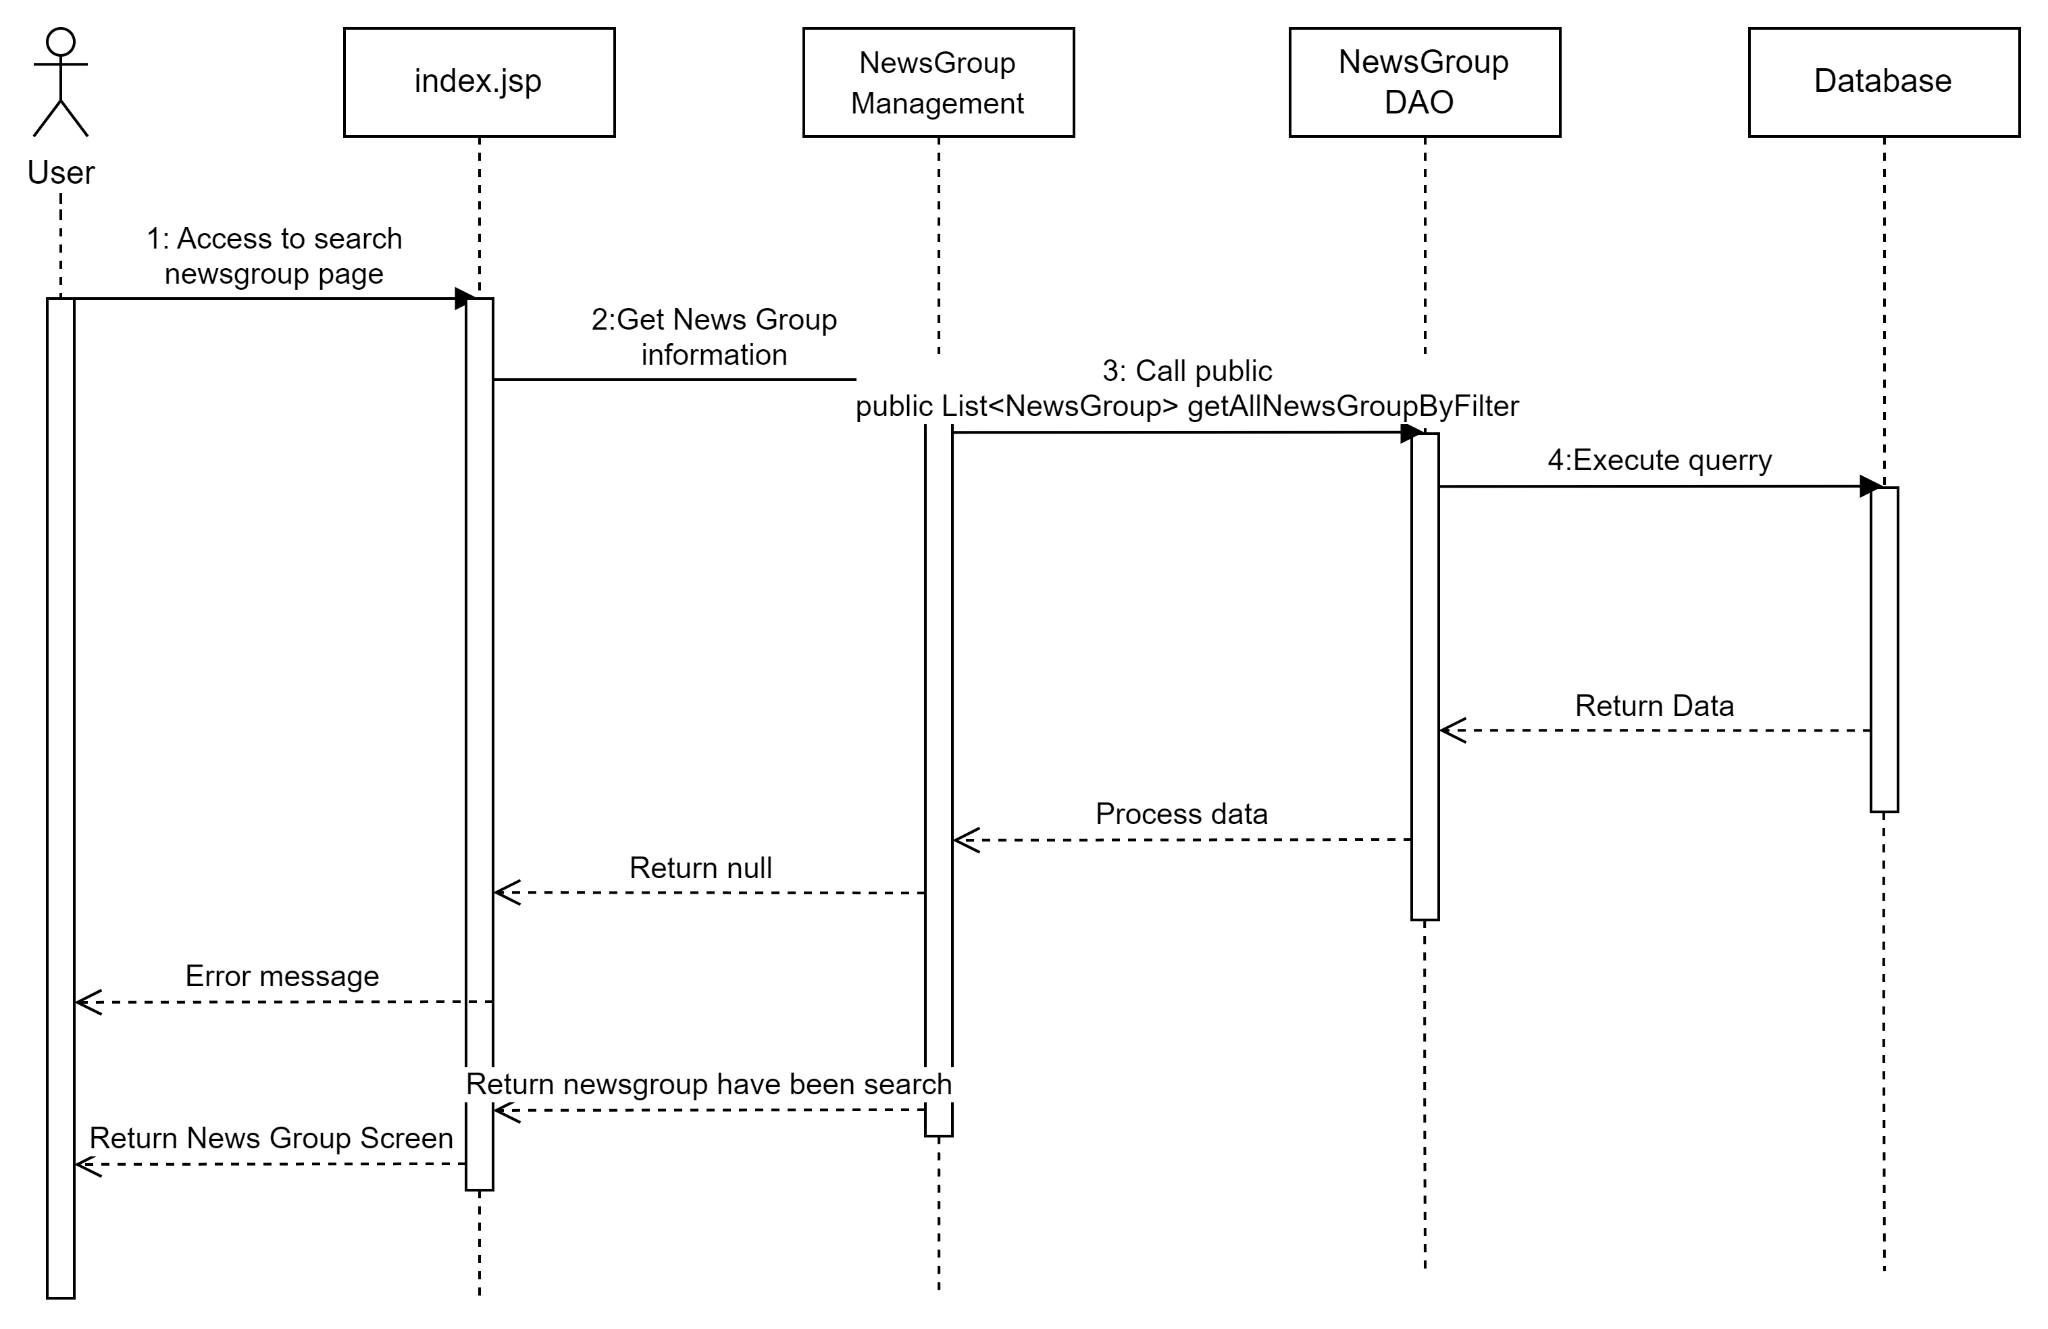 index.jsp
NewsGroup
Management
NewsGroup
DAO
Database
User
1: Access to search
newsgroup page
2:Get News Group
information
3: Call public
public List<NewsGroup> getAllNewsGroupByFilter
4:Execute querry
Return Data
Process data
Return null
Error message
Return newsgroup have been search
Return News Group Screen